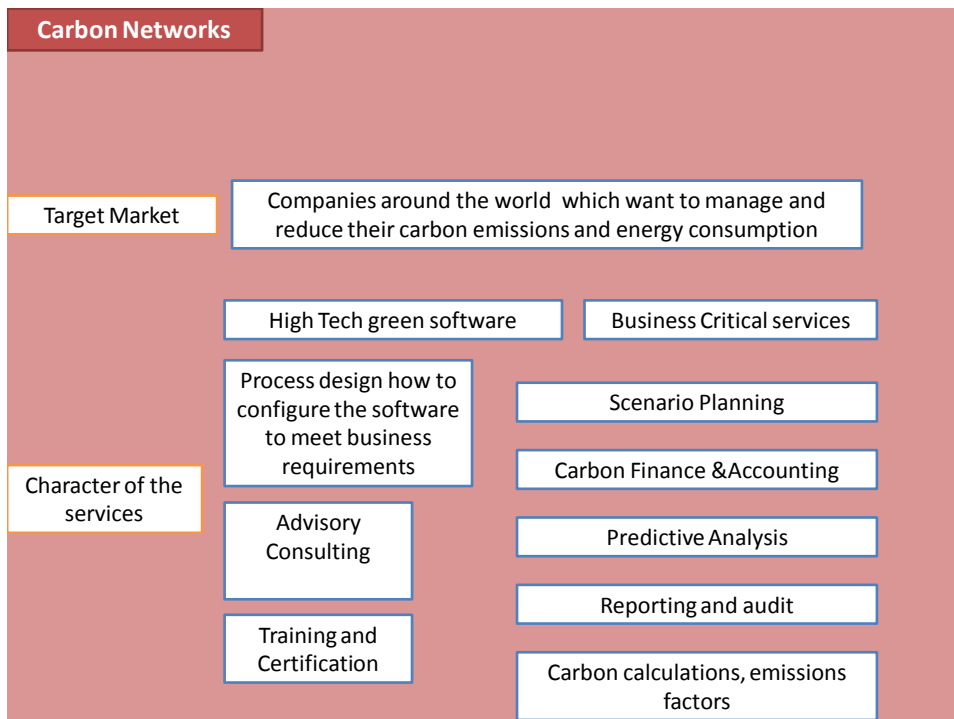 Carbon Networks
Target Market
Companies around the world which want to manage and
reduce their carbon emissions and energy consumption
High Tech green software
Business Critical services
Character of the
services
Process design how to
configure the software
to meet business
requirements
Advisory
Consulting
Training and
Certification
Scenario Planning
Carbon Finance &Accounting
Predictive Analysis
Reporting and audit
Carbon calculations, emissions
factors